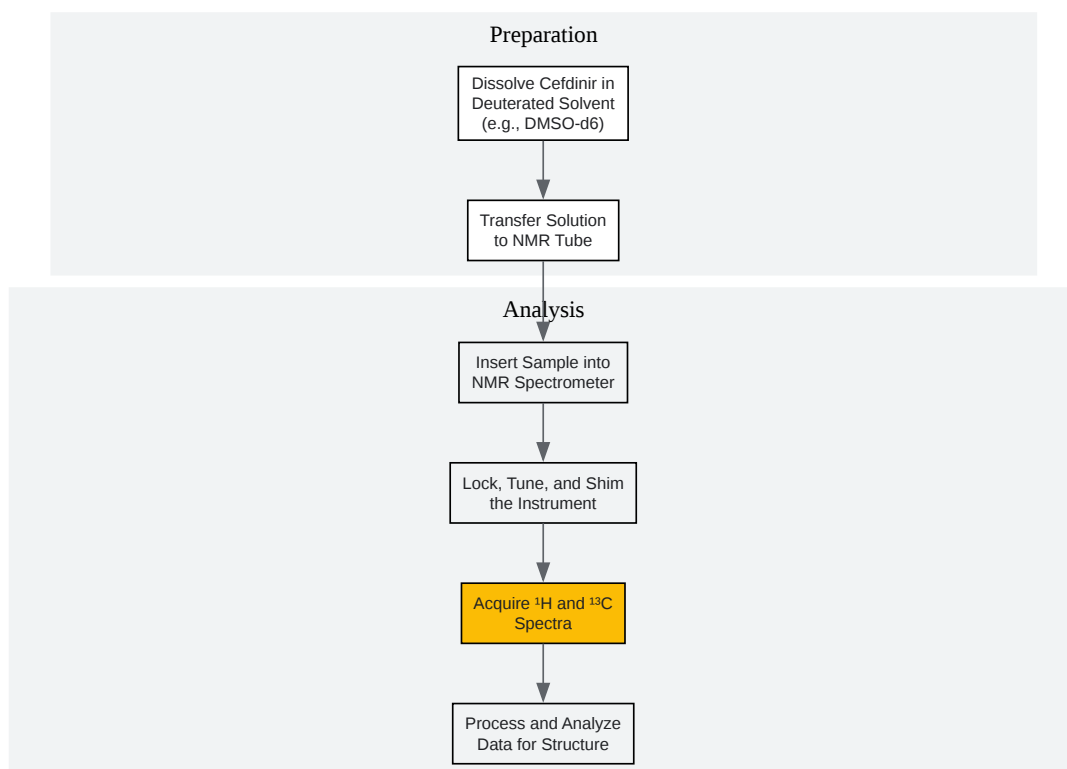 Preparation
Dissolve Cefdinir in
Deuterated Solvent
(e.g., DMSO-d6)
Transfer Solution
to NMR Tube
Analysis
Insert Sample into
NMR Spectrometer
Lock, Tune, and Shim
the Instrument
Acquire ¹H and ¹³C
Spectra
Process and Analyze
Data for Structure